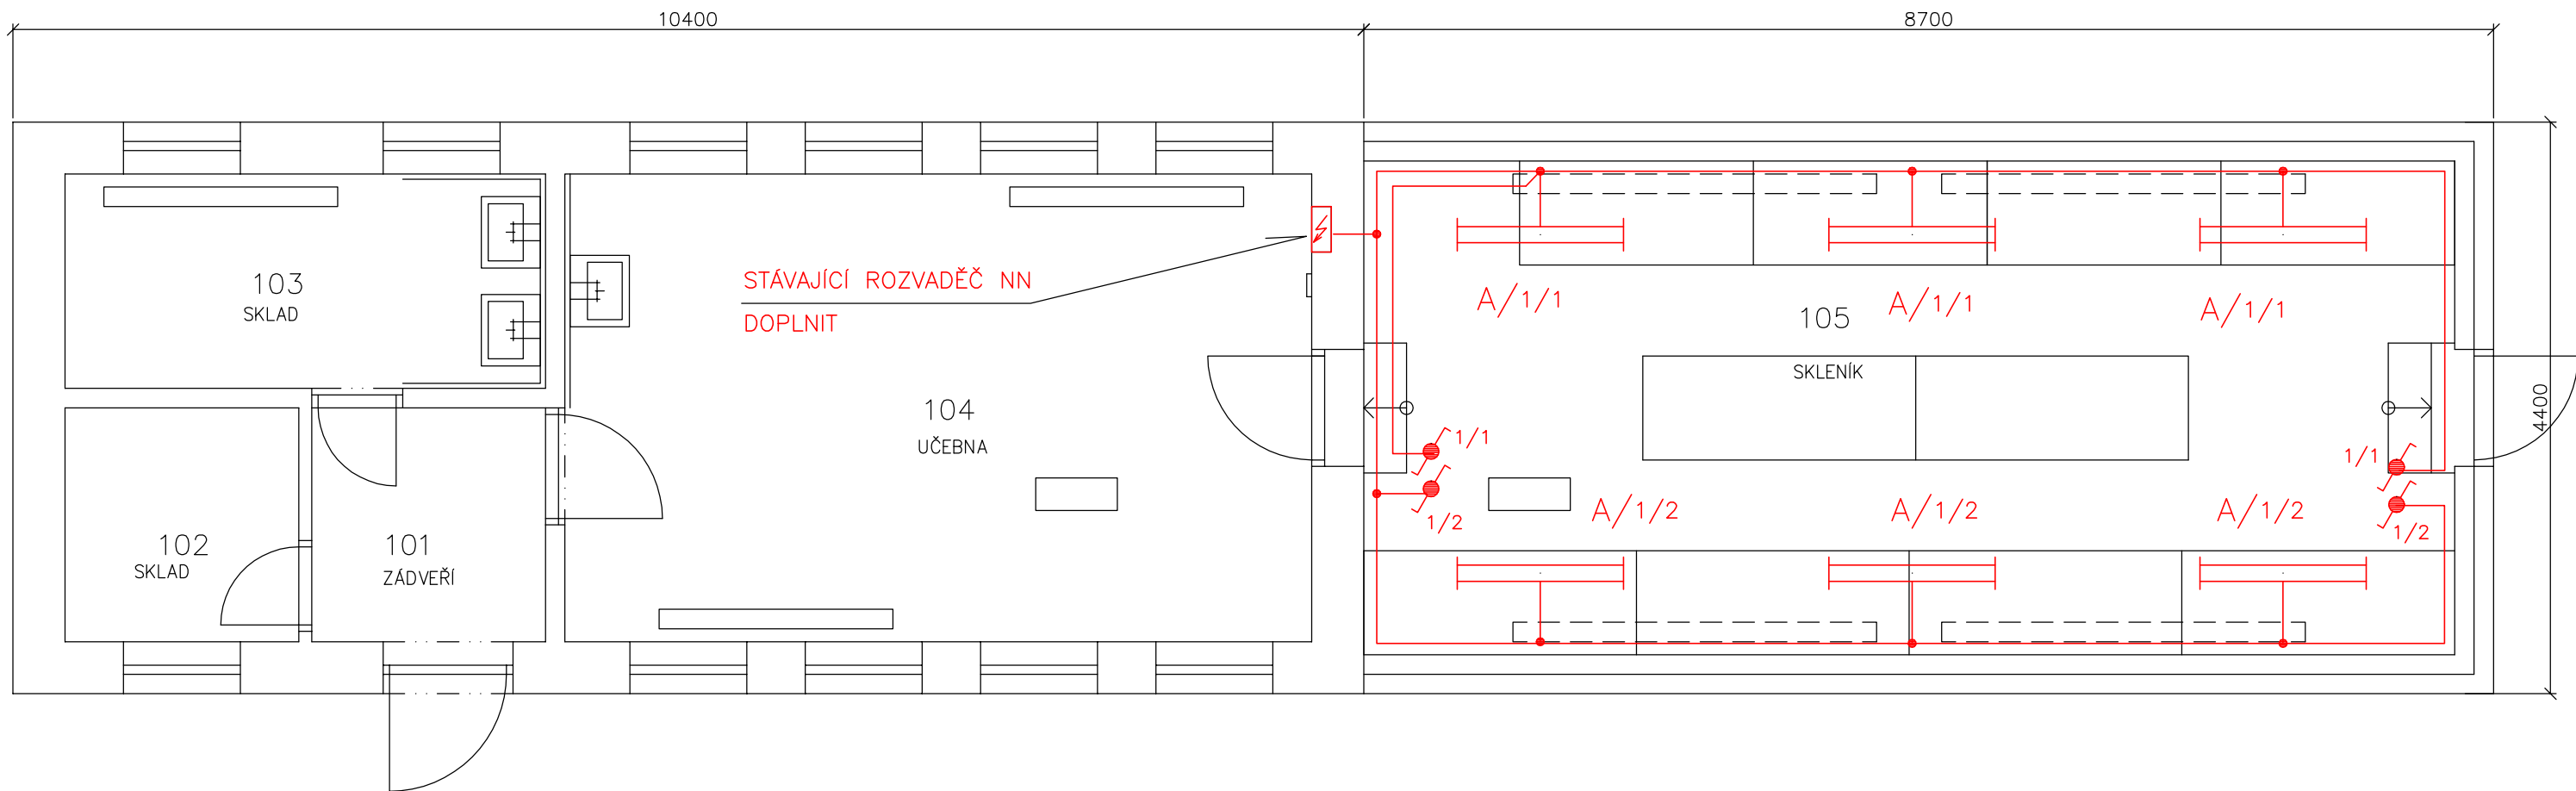 10400
8700
103
SKLAD
STÁVAJÍCÍ ROZVADĚČ NN
DOPLNIT
A/1/1
A/1/1
A/1/1
105
SKLENÍK
104
UČEBNA
4400
1/1
1/2
1/1
1/2
A/1/2
A/1/2
A/1/2
102
SKLAD
101
ZÁDVEŘÍ